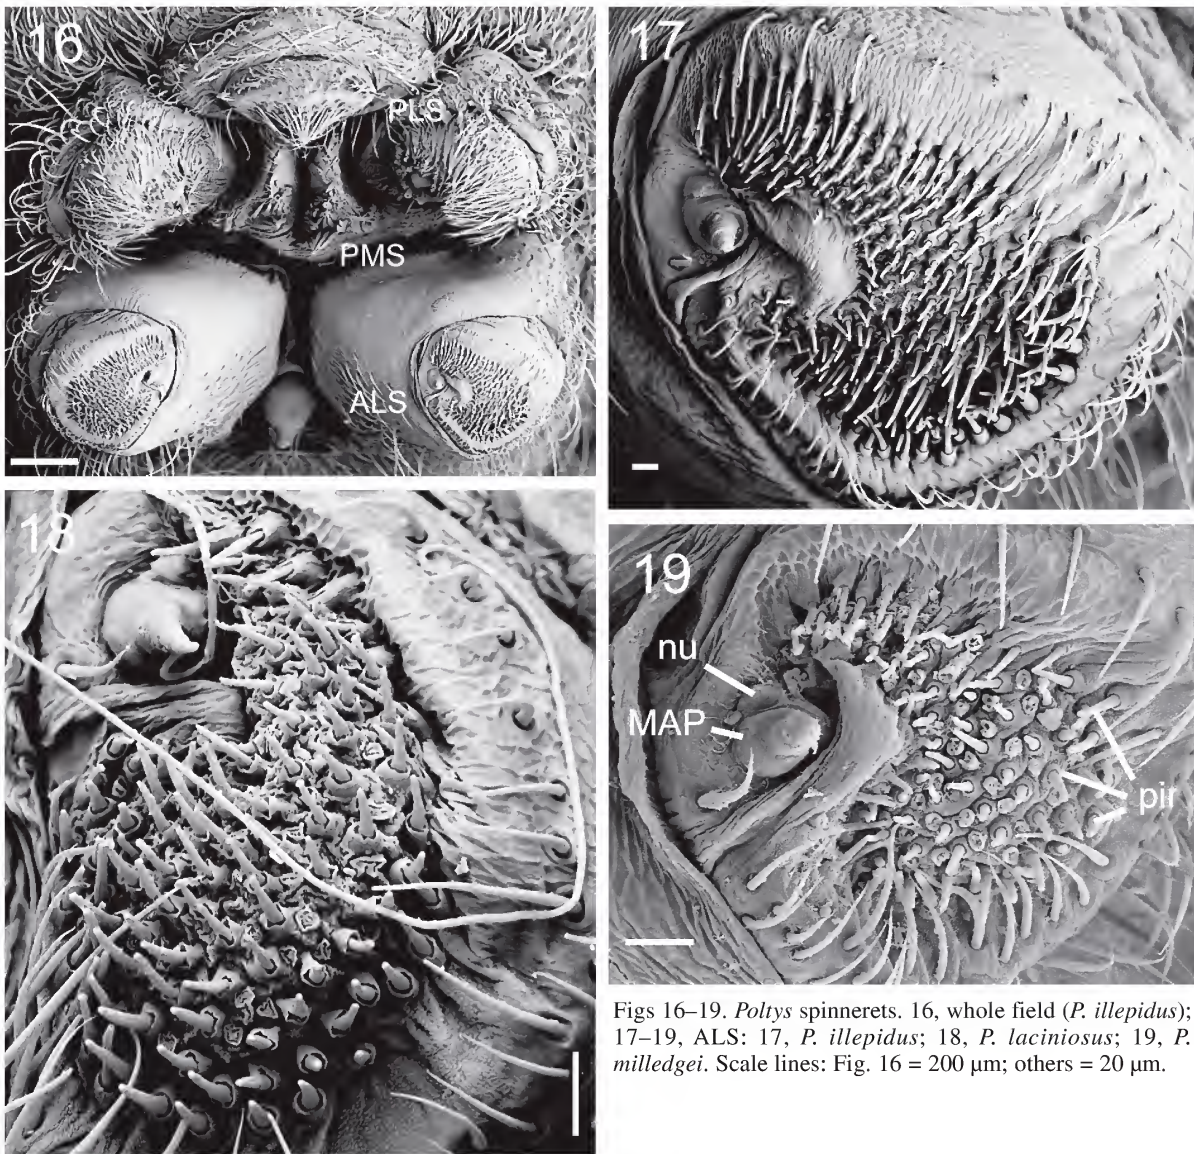 16
PLS
PMS
ALS
17
18
19
nu
MAP
pir
Figs 16–19. Poltys spinnerets. 16, whole field (P. illepidus);
17–19, ALS: 17, P. illepidus; 18, P. laciniosus; 19, P.
milledgei. Scale lines: Fig. 16 = 200 µm; others = 20 µm.